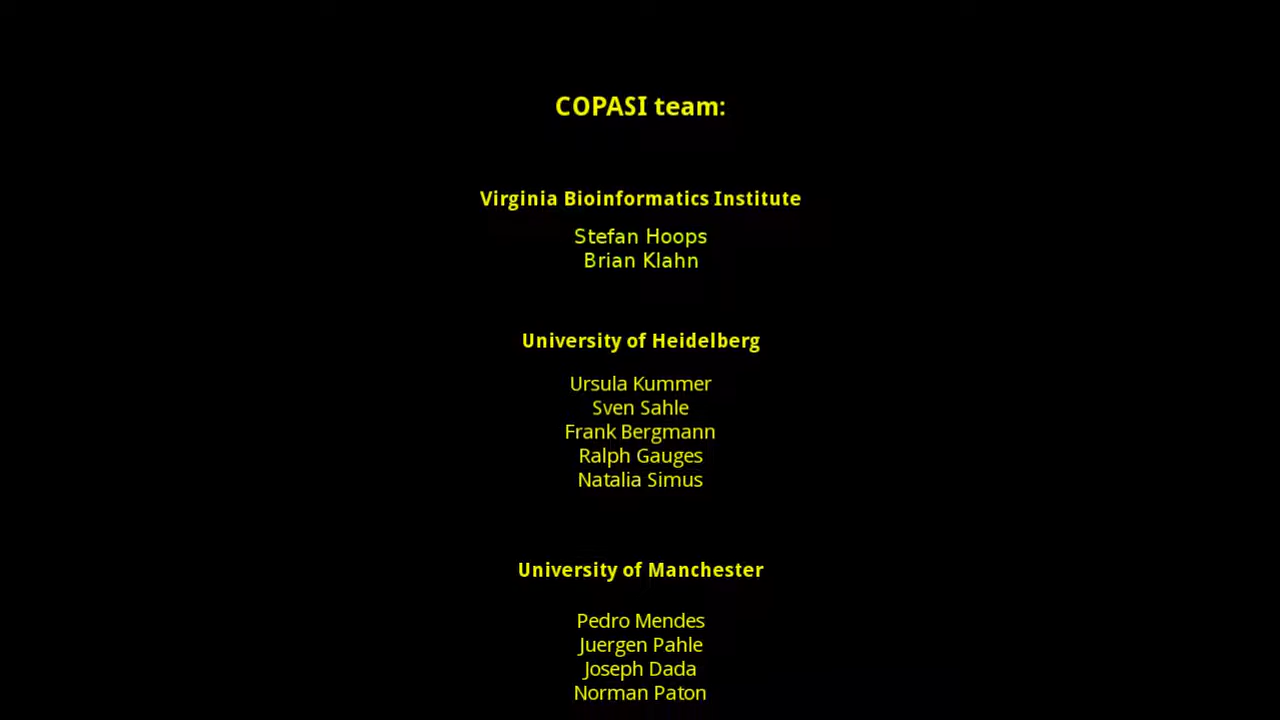 COPASI team:
Virginia Bioinformatics Institute
Stefan Hoops
Brian Klahn
University of Heidelberg
Ursula Kummer
Sven Sahle
Frank Bergmann
Ralph Gauges
Natalia Simus
University of Manchester
Pedro Mendes
Juergen Pahle
Joseph Dada
Norman Paton